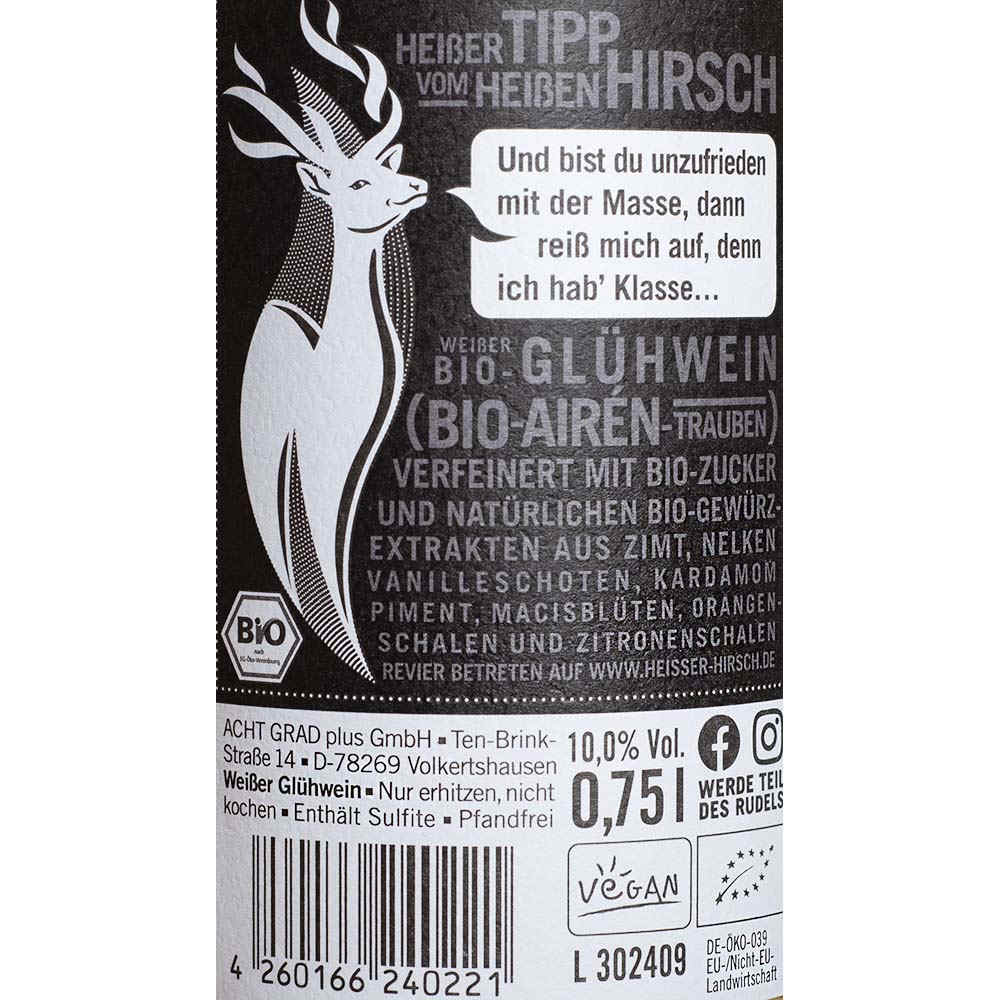 HEIẞER TIPP
VOM HEIẞEN HIRSCH
Und bist du unzufrieden
mit der Masse, dann
reiß mich auf, denn
ich hab' Klasse...
WEIẞER
BIO-GLÜHWEIN
(BIO-AIRÉN-TRAUBEN)
VERFEINERT MIT BIO-ZUCKER
UND NATÜRLICHEN BIO-GEWÜRZ-
EXTRAKTEN AUS ZIMT, NELKEN
VANILLESCHOTEN, KARDAMOM
PIMENT, MACISBLÜTEN, ORANGEN-
SCHALEN UND ZITRONENSCHALEN
REVIER BETRETEN AUF WWW.HEISSER-HIRSCH.DE
BiO
nach
EG-Öko-Verordnung
ACHT GRAD plus GmbH ▪ Ten-Brink-
Straße 14 ▪ D-78269 Volkertshausen
Weißer Glühwein ▪ Nur erhitzen, nicht
kochen ▪ Enthält Sulfite ▪ Pfandfrei
10,0% Vol.
0,75 l
WERDE TEIL
DES RUDELS
VeGAN
L 302409
DE-ÖKO-039
EU-/Nicht-EU-
Landwirtschaft
4 260166 240221